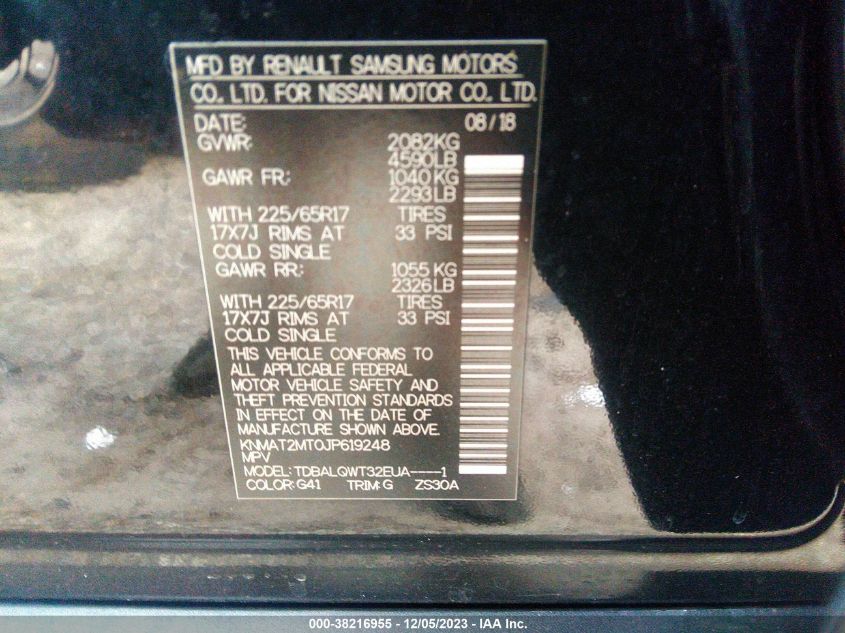 MFD BY RENAULT SAMSUNG MOTORS
CO., LTD. FOR NISSAN MOTOR CO., LTD.
DATE: 08/18
GVWR: 2082KG
4590LB
GAWR FR: 1040KG
2293LB
WITH 225/65R17 TIRES
17X7J RIMS AT 33 PSI
COLD SINGLE
GAWR RR: 1055 KG
2326LB
WITH 225/65R17 TIRES
17X7J RIMS AT 33 PSI
COLD SINGLE
THIS VEHICLE CONFORMS TO
ALL APPLICABLE FEDERAL
MOTOR VEHICLE SAFETY AND
THEFT PREVENTION STANDARDS
IN EFFECT ON THE DATE OF
MANUFACTURE SHOWN ABOVE.
KNMAT2MT0JP619248
MPV
MODEL: TDBALQWT32EUA----1
COLOR: G41 TRIM: G ZS30A
000-38216955 - 12/05/2023 - IAA Inc.